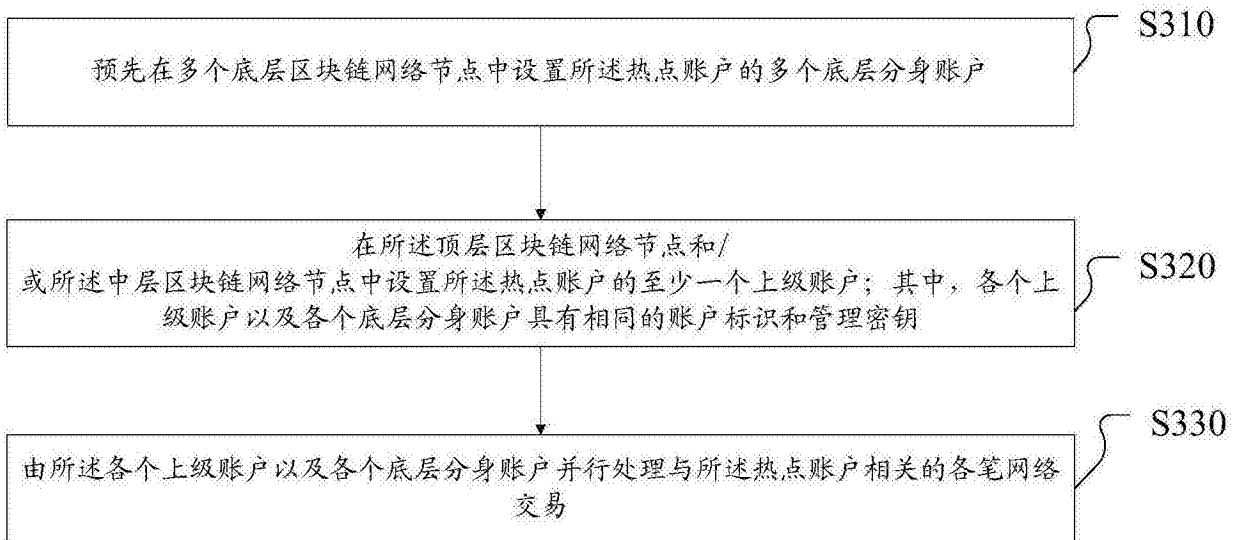 S310
预先在多个底层区块链网络节点中设置所述热点账户的多个底层分身账户
S320
在所述顶层区块链网络节点和/
或所述中层区块链网络节点中设置所述热点账户的至少一个上级账户；其中，各个上
级账户以及各个底层分身账户具有相同的账户标识和管理密钥
S330
由所述各个上级账户以及各个底层分身账户并行处理与所述热点账户相关的各笔网络
交易